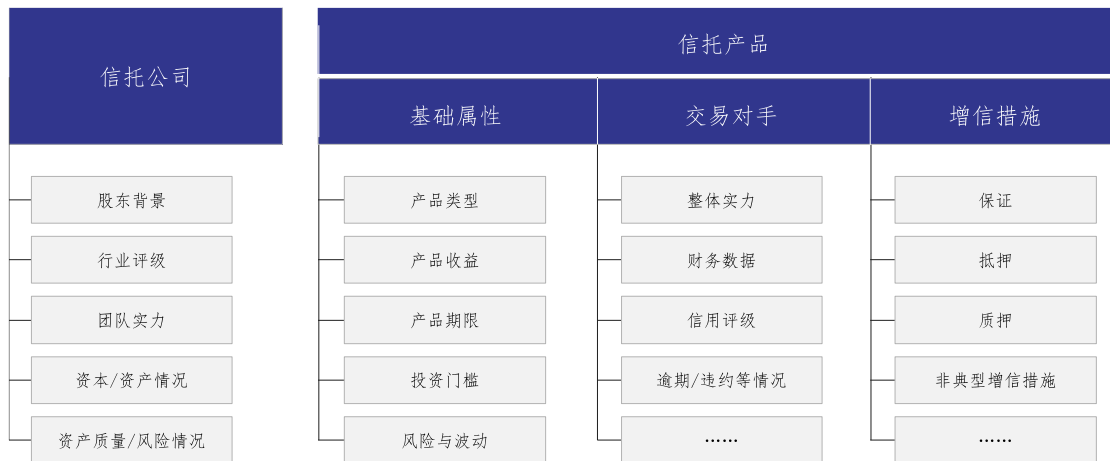 信托公司
股东背景
行业评级
团队实力
资本/资产情况
资产质量/风险情况
信托产品
基础属性
产品类型
产品收益
产品期限
投资门槛
风险与波动
交易对手
整体实力
财务数据
信用评级
逾期/违约等情况
……
增信措施
保证
抵押
质押
非典型增信措施
……